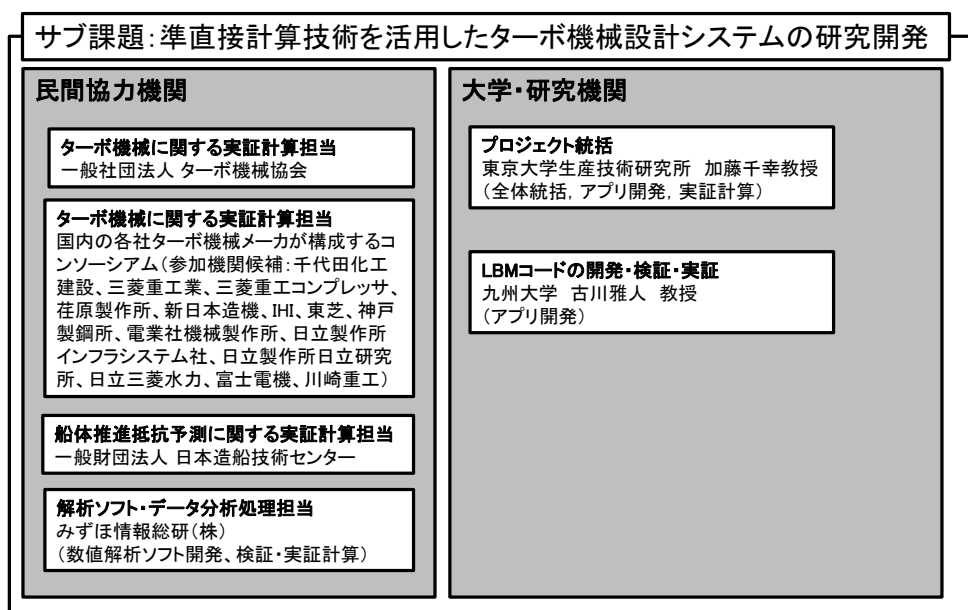 サブ課題:準直接計算技術を活用したターボ機械設計システムの研究開発
民間協力機関
ターボ機械に関する実証計算担当
一般社団法人 ターボ機械協会
ターボ機械に関する実証計算担当
国内の各社ターボ機械メーカが構成するコ
ンソーシアム(参加機関候補:千代田化工
建設、三菱重工業、三菱重工コンプレッサ、
荏原製作所、新日本造機、IHI、東芝、神戸
製鋼所、電業社機械製作所、日立製作所
インフラシステム社、日立製作所日立研究
所、日立三菱水力、富士電機、川崎重工)
船体推進抵抗予測に関する実証計算担当
一般財団法人 日本造船技術センター
解析ソフト・データ分析処理担当
みずほ情報総研(株)
(数値解析ソフト開発、検証・実証計算)
大学・研究機関
プロジェクト統括
東京大学生産技術研究所 加藤千幸教授
(全体統括, アプリ開発, 実証計算)
LBMコードの開発・検証・実証
九州大学 古川雅人 教授
(アプリ開発)